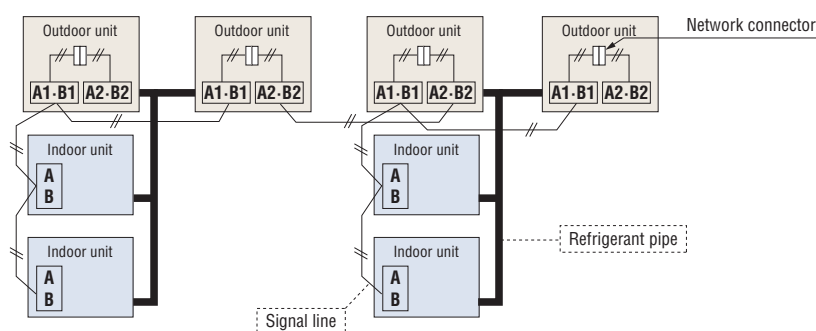 Outdoor unit
A1·B1 A2·B2
Outdoor unit
A1·B1 A2·B2
Outdoor unit
A1·B1 A2·B2
Outdoor unit
A1·B1 A2·B2
Network connector
Indoor unit
A
B
Indoor unit
A
B
Indoor unit
A
B
Indoor unit
A
B
Refrigerant pipe
Signal line